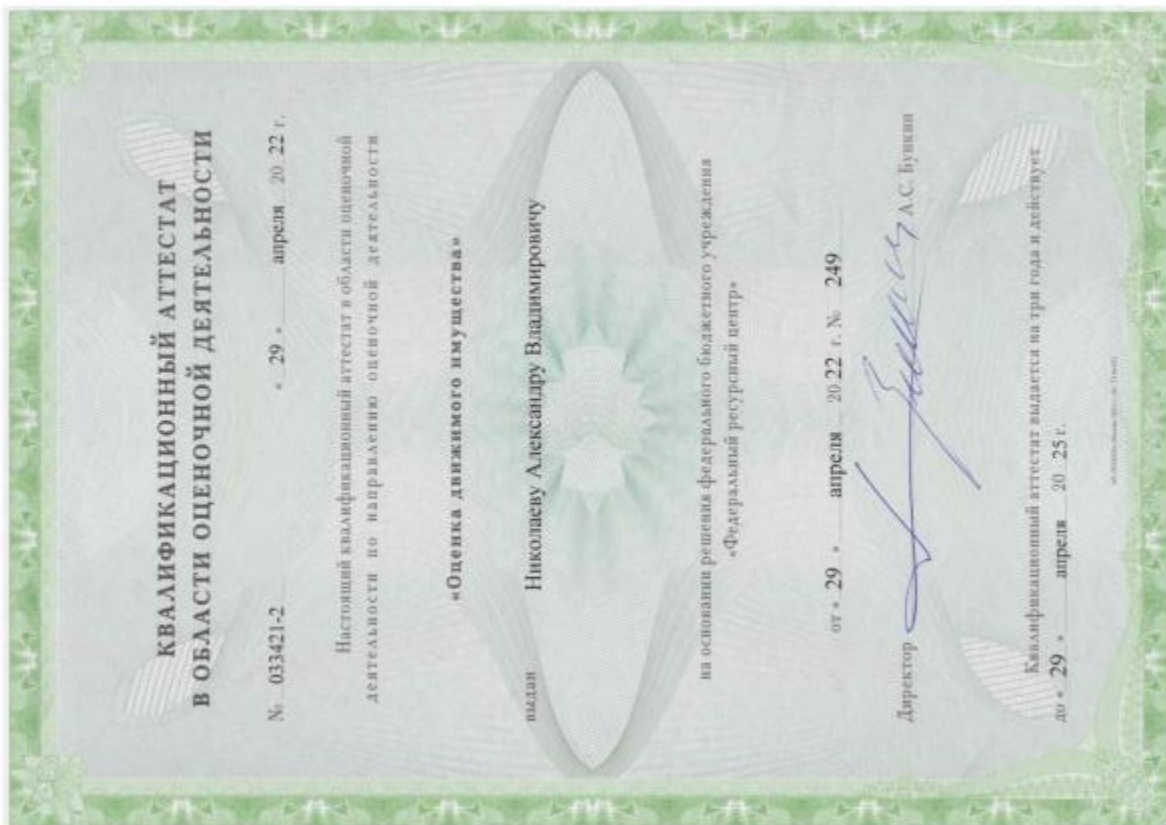 КВАЛИФИКАЦИОННЫЙ АТТЕСТАТ
В ОБЛАСТИ ОЦЕНОЧНОЙ ДЕЯТЕЛЬНОСТИ
№ 033421-2 « 29 » апреля 20 22 г.
Настоящий квалификационный аттестат в области оценочной
деятельности по направлению оценочной деятельности
«Оценка движимого имущества»
выдан Николаеву Александру Владимировичу
на основании решения федерального бюджетного учреждения
«Федеральный ресурсный центр»
от « 29 » апреля 20 22 г. № 249
Директор А.С. Бункин
Квалификационный аттестат выдается на три года и действует
до « 29 » апреля 20 25 г.